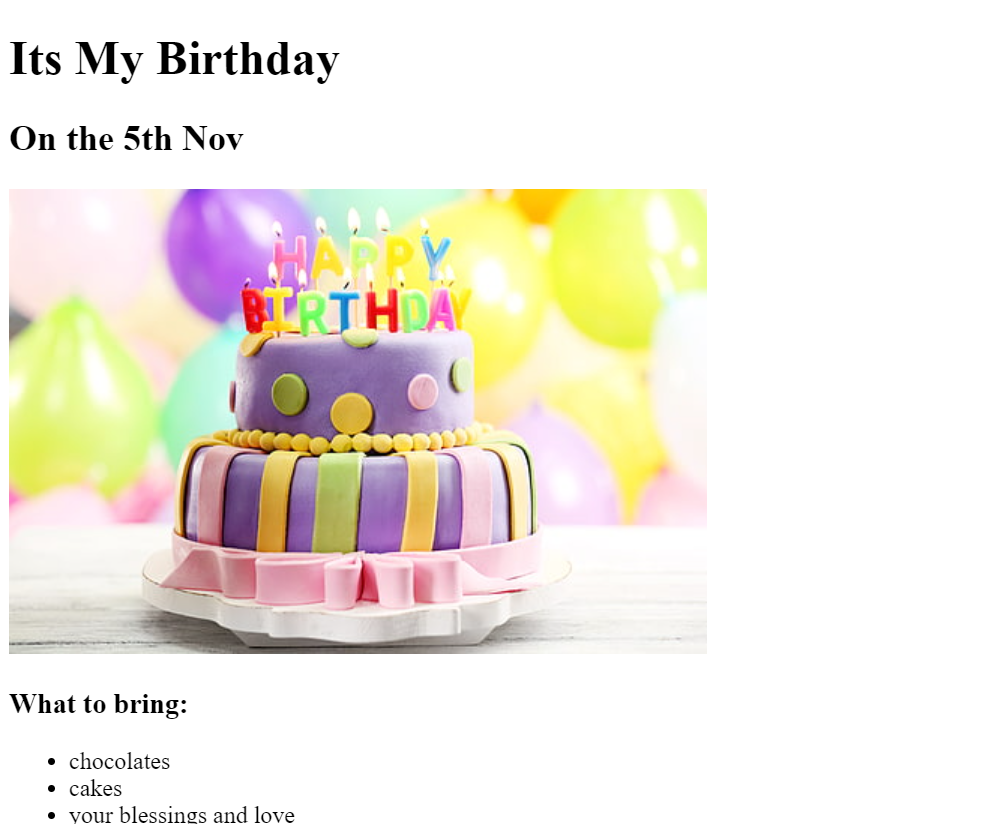 Its My Birthday
On the 5th Nov
HAPPY
BIRTHDAY
What to bring:
chocolates
cakes
your blessings and love